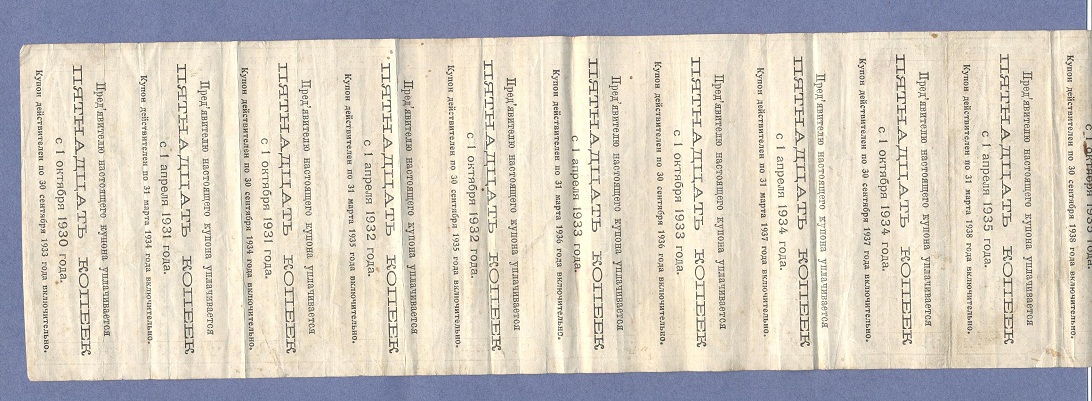 с 1 октября 1935 года.
Купон действителен по 30 сентября 1938 года включительно.
Пред'явителю настоящего купона уплачивается
ПЯТНАДЦАТЬ КОПЕЕК
с 1 апреля 1935 года.
Купон действителен по 31 марта 1938 года включительно.
Пред'явителю настоящего купона уплачивается
ПЯТНАДЦАТЬ КОПЕЕК
с 1 октября 1934 года.
Купон действителен по 30 сентября 1937 года включительно.
Пред'явителю настоящего купона уплачивается
ПЯТНАДЦАТЬ КОПЕЕК
с 1 апреля 1934 года.
Купон действителен по 31 марта 1937 года включительно.
Пред'явителю настоящего купона уплачивается
ПЯТНАДЦАТЬ КОПЕЕК
с 1 октября 1933 года.
Купон действителен по 30 сентября 1936 года включительно.
Пред'явителю настоящего купона уплачивается
ПЯТНАДЦАТЬ КОПЕЕК
с 1 апреля 1933 года.
Купон действителен по 31 марта 1936 года включительно.
Пред'явителю настоящего купона уплачивается
ПЯТНАДЦАТЬ КОПЕЕК
с 1 октября 1932 года.
Купон действителен по 30 сентября 1935 года включительно.
Пред'явителю настоящего купона уплачивается
ПЯТНАДЦАТЬ КОПЕЕК
с 1 апреля 1932 года.
Купон действителен по 31 марта 1935 года включительно.
Пред'явителю настоящего купона уплачивается
ПЯТНАДЦАТЬ КОПЕЕК
с 1 октября 1931 года.
Купон действителен по 30 сентября 1934 года включительно.
Пред'явителю настоящего купона уплачивается
ПЯТНАДЦАТЬ КОПЕЕК
с 1 апреля 1931 года.
Купон действителен по 31 марта 1934 года включительно.
Пред'явителю настоящего купона уплачивается
ПЯТНАДЦАТЬ КОПЕЕК
с 1 октября 1930 года.
Купон действителен по 30 сентября 1933 года включительно.